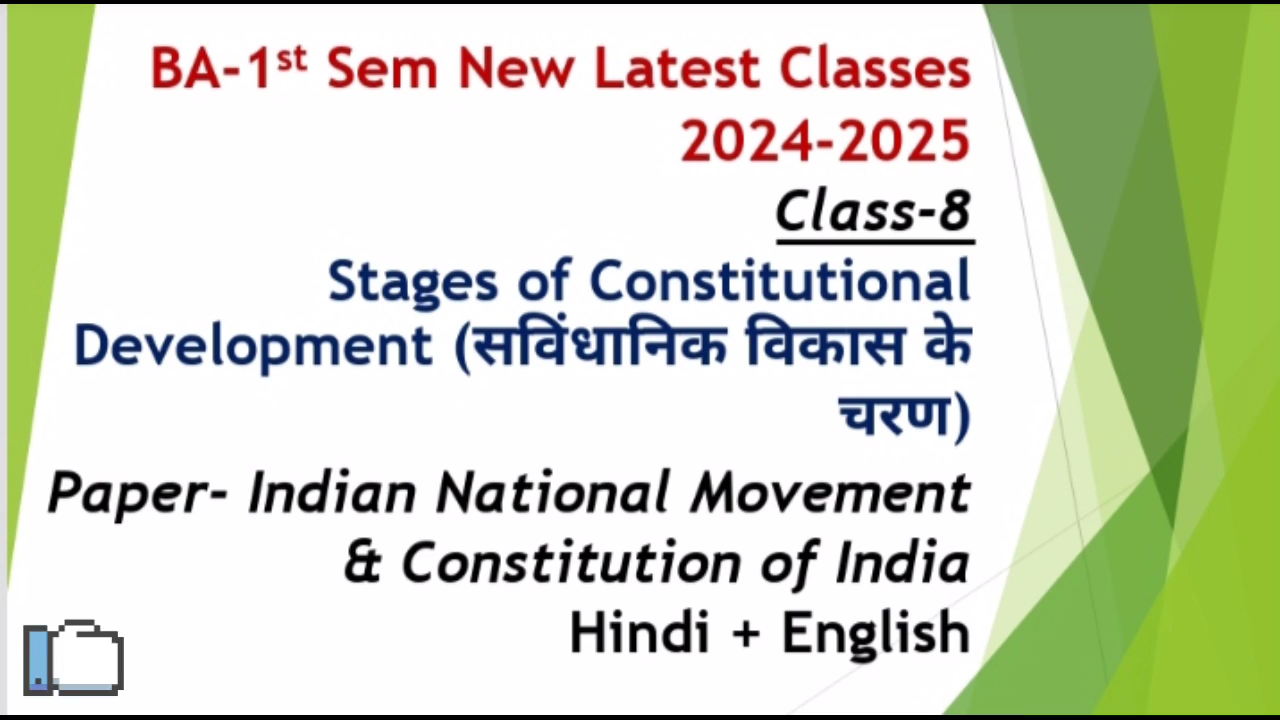 BA-1st Sem New Latest Classes
2024-2025
Class-8
Stages of Constitutional
Development (सविंधानिक विकास के
चरण)
Paper- Indian National Movement
& Constitution of India
Hindi + English